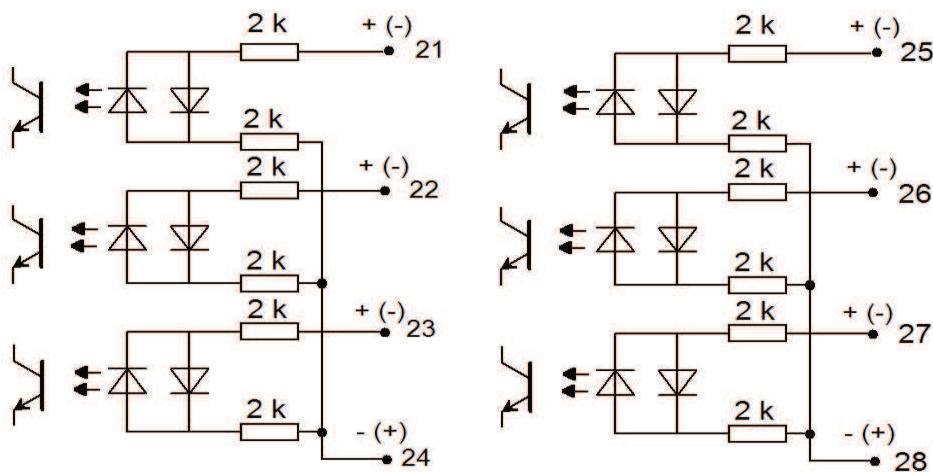 2 k + (-) 21
2 k
2 k + (-) 22
2 k
2 k + (-) 23
2 k
- (+) 24
2 k + (-) 25
2 k
2 k + (-) 26
2 k
2 k + (-) 27
2 k
- (+) 28